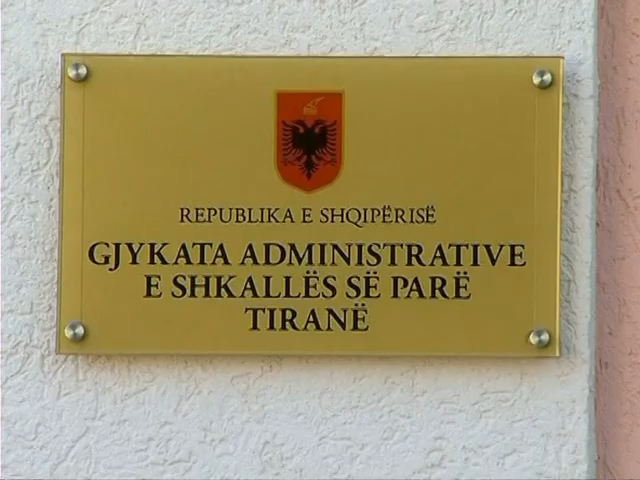 REPUBLIKA E SHQIPËRISË
GJYKATA ADMINISTRATIVE
E SHKALLËS SË PARË
TIRANË